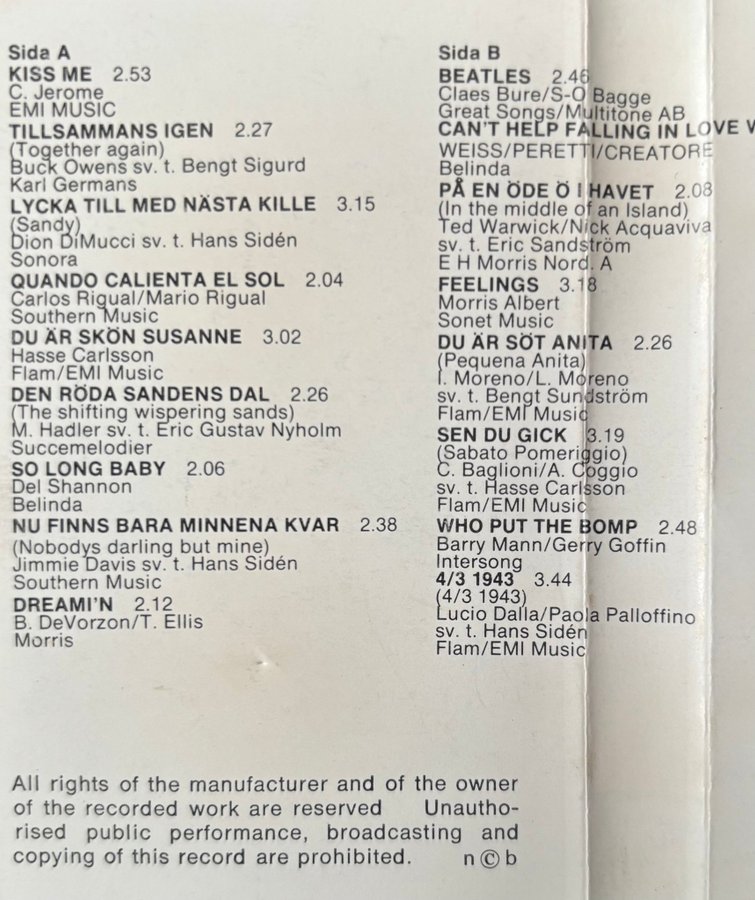 Sida A
KISS ME 2.53
C. Jerome
EMI MUSIC
TILLSAMMANS IGEN 2.27
(Together again)
Buck Owens sv. t. Bengt Sigurd
Karl Germans
LYCKA TILL MED NÄSTA KILLE 3.15
(Sandy)
Dion DiMucci sv. t. Hans Sidén
Sonora
QUANDO CALIENTA EL SOL 2.04
Carlos Rigual/Mario Rigual
Southern Music
DU ÄR SKÖN SUSANNE 3.02
Hasse Carlsson
Flam/EMI Music
DEN RÖDA SANDENS DAL 2.26
(The shifting wispering sands)
M. Hadler sv. t. Eric Gustav Nyholm
Succemelodier
SO LONG BABY 2.06
Del Shannon
Belinda
NU FINNS BARA MINNENA KVAR 2.38
(Nobodys darling but mine)
Jimmie Davis sv. t. Hans Sidén
Southern Music
DREAMI'N 2.12
B. DeVorzon/T. Ellis
Morris
Sida B
BEATLES 2.46
Claes Bure/S-O Bagge
Great Songs/Multitone AB
CAN'T HELP FALLING IN LOVE
WEISS/PERETTI/CREATORE
Belinda
PÅ EN ÖDE Ö I HAVET 2.08
(In the middle of an Island)
Ted Warwick/Nick Acquaviva
sv. t. Eric Sandström
E H Morris Nord. A
FEELINGS 3.18
Morris Albert
Sonet Music
DU ÄR SÖT ANITA 2.26
(Pequena Anita)
I. Moreno/L. Moreno
sv. t. Bengt Sundström
Flam/EMI Music
SEN DU GICK 3.19
(Sabato Pomeriggio)
C. Baglioni/A. Coggio
sv. t. Hasse Carlsson
Flam/EMI Music
WHO PUT THE BOMP 2.48
Barry Mann/Gerry Goffin
Intersong
4/3 1943 3.44
(4/3 1943)
Lucio Dalla/Paola Palloffino
sv. t. Hans Sidén
Flam/EMI Music
All rights of the manufacturer and of the owner
of the recorded work are reserved Unautho-
rised public performance, broadcasting and
copying of this record are prohibited. n © b